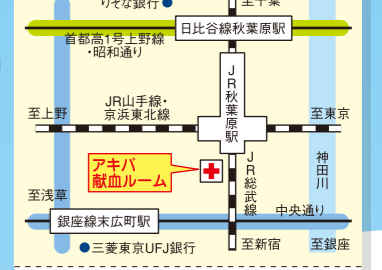 りそな銀行
至千葉
日比谷線秋葉原駅
首都高1号上野線
・昭和通り
JR秋葉原駅
JR山手線・
京浜東北線
至上野
至東京
アキバ
献血ルーム
JR総武線
神田川
至浅草
中央通り
銀座線末広町駅
三菱東京UFJ銀行
至新宿
至銀座